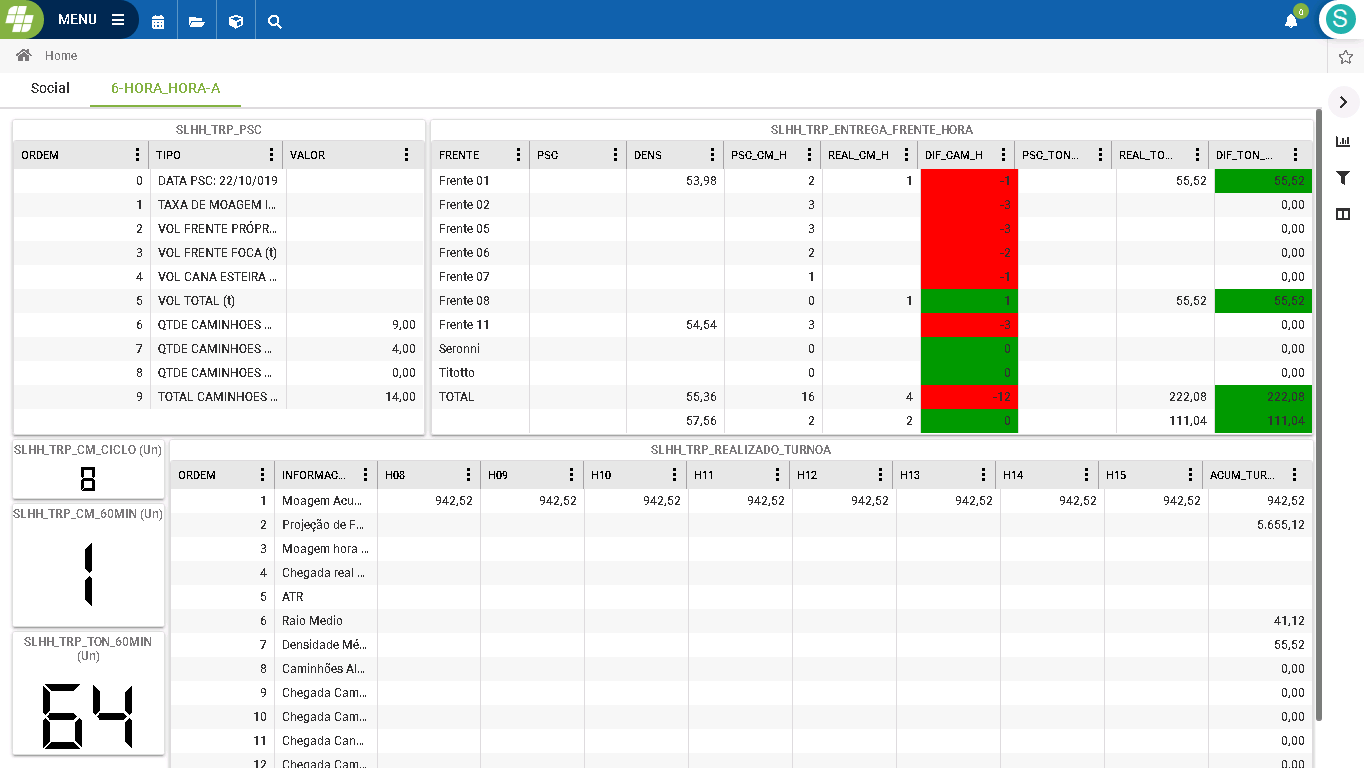 MENU
0
S
Home
Social 6-HORA_HORA-A
SLHH_TRP_PSC
ORDEM TIPO VALOR
0 DATA PSC: 22/10/019
1 TAXA DE MOAGEM I...
2 VOL FRENTE PRÓPR...
3 VOL FRENTE FOCA (t)
4 VOL CANA ESTEIRA ...
5 VOL TOTAL (t)
6 QTDE CAMINHOES ... 9,00
7 QTDE CAMINHOES ... 4,00
8 QTDE CAMINHOES ... 0,00
9 TOTAL CAMINHOES ... 14,00
SLHH_TRP_ENTREGA_FRENTE_HORA
FRENTE PSC DENS PSC_CM_H REAL_CM_H DIF_CAM_H PSC_TON... REAL_TO... DIF_TON_...
Frente 01 53,98 2 1 -1 55,52 55,52
Frente 02 3 -3 0,00
Frente 05 3 -3 0,00
Frente 06 2 -2 0,00
Frente 07 1 -1 0,00
Frente 08 0 1 1 55,52 55,52
Frente 11 54,54 3 -3 0,00
Seronni 0 0 0,00
Titotto 0 0 0,00
TOTAL 55,36 16 4 -12 222,08 222,08
57,56 2 2 0 111,04 111,04
SLHH_TRP_CM_CICLO (Un)
8
SLHH_TRP_CM_60MIN (Un)
1
SLHH_TRP_TON_60MIN
(Un)
64
SLHH_TRP_REALIZADO_TURNOA
ORDEM INFORMAC... H08 H09 H10 H11 H12 H13 H14 H15 ACUM_TUR...
1 Moagem Acu... 942,52 942,52 942,52 942,52 942,52 942,52 942,52 942,52 942,52
2 Projeção de F... 5.655,12
3 Moagem hora ...
4 Chegada real ...
5 ATR
6 Raio Medio 41,12
7 Densidade Mé... 55,52
8 Caminhões Al... 0,00
9 Chegada Cam... 0,00
10 Chegada Cam... 0,00
11 Chegada Can... 0,00
12 Chegada Cam... 0,00